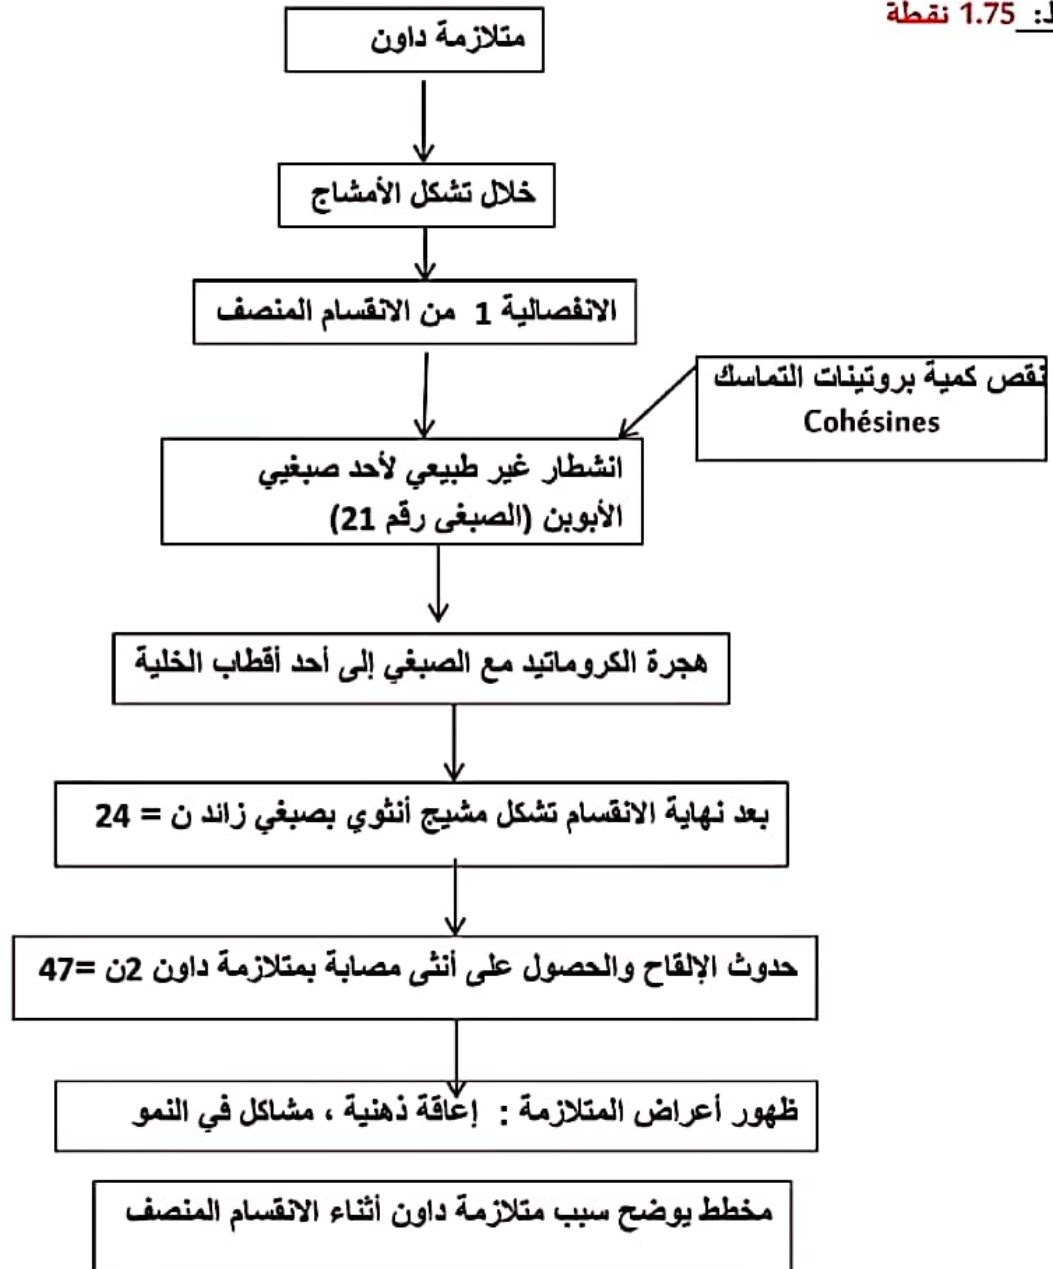 ـط: 1.75 نقطة
متلازمة داون
خلال تشكل الأمشاج
الانفصالية 1 من الانقسام المنصف
نقص كمية بروتينات التماسك
Cohésines
انشطار غير طبيعي لأحد صبغيي
الأبوين (الصبغي رقم 21)
هجرة الكروماتيد مع الصبغي إلى أحد أقطاب الخلية
بعد نهاية الانقسام تشكل مشيج أنثوي بصبغي زائد ن = 24
حدوث الإلقاح والحصول على أنثى مصابة بمتلازمة داون 2ن =47
ظهور أعراض المتلازمة : إعاقة ذهنية ، مشاكل في النمو
مخطط يوضح سبب متلازمة داون أثناء الانقسام المنصف